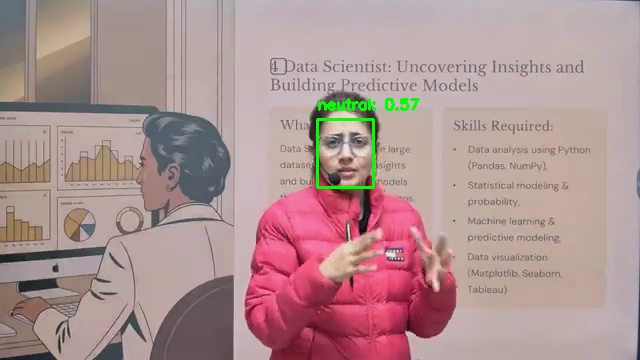 4 Data Scientist: Uncovering Insights and
Building Predictive Models
neutral: 0.57
Skills Required:
Data analysis using Python
(Pandas, NumPy),
Statistical modeling &
probability,
Machine learning &
predictive modeling,
Data visualization
(Matplotlib, Seaborn,
Tableau)
Wha
Data S large
datase insights
and bui models